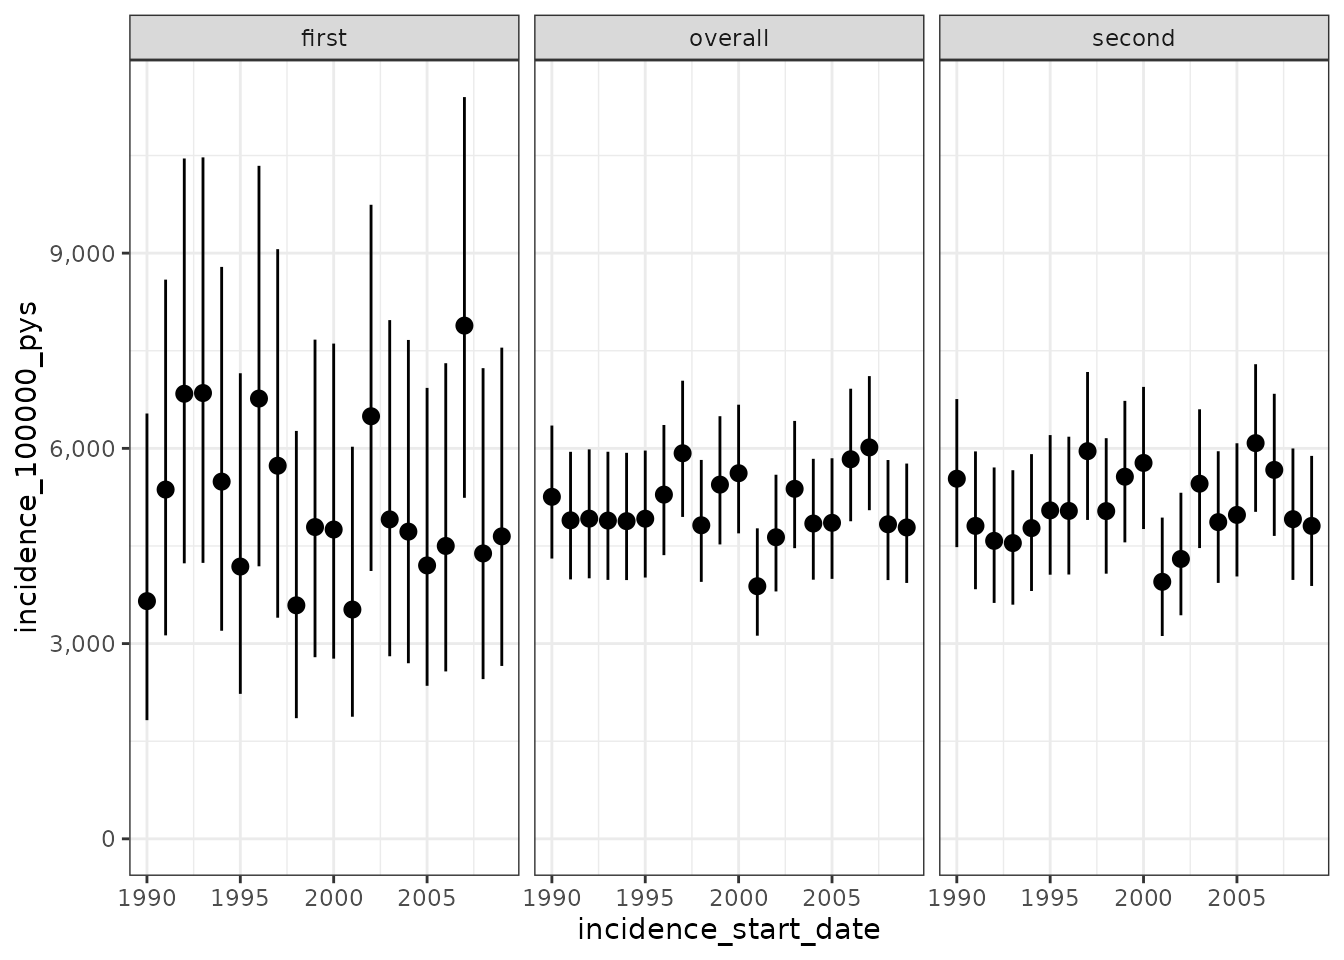 first
overall
second
incidence_100000_pys
9,000
6,000
3,000
0
1990 1995 2000 2005
1990 1995 2000 2005
1990 1995 2000 2005
incidence_start_date